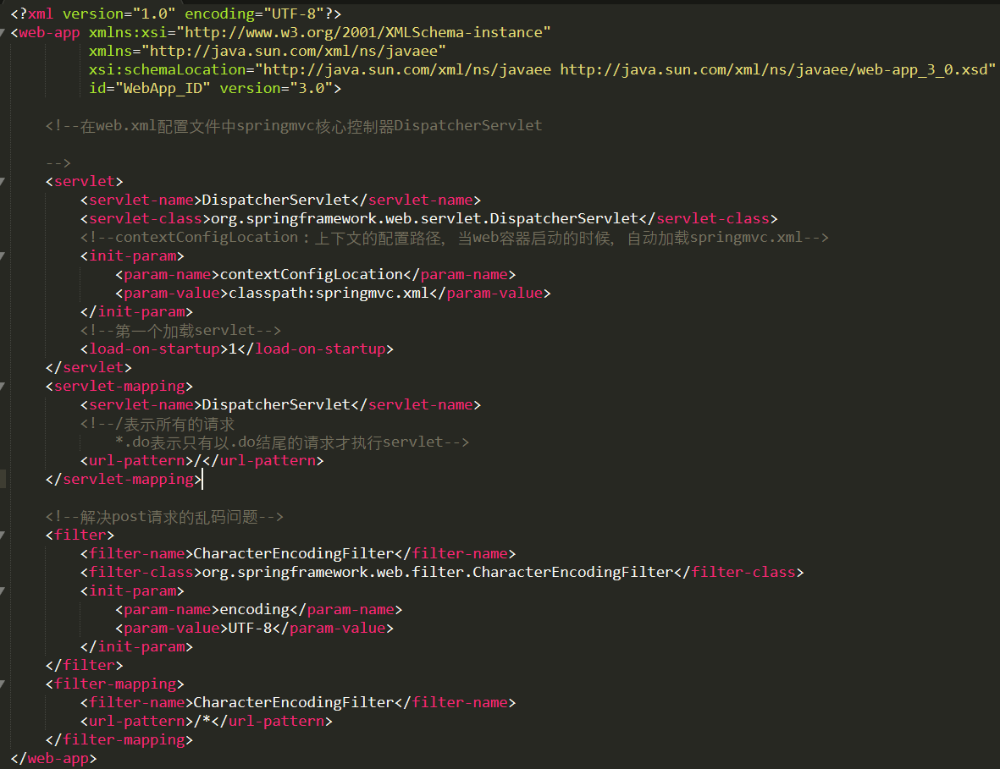 <?xml version="1.0" encoding="UTF-8"?>
<web-app xmlns:xsi="http://www.w3.org/2001/XMLSchema-instance"
xmlns="http://java.sun.com/xml/ns/javaee"
xsi:schemaLocation="http://java.sun.com/xml/ns/javaee http://java.sun.com/xml/ns/javaee/web-app_3_0.xsd"
id="WebApp_ID" version="3.0">
<!--在web.xml配置文件中springmvc核心控制器DispatcherServlet
-->
<servlet>
<servlet-name>DispatcherServlet</servlet-name>
<servlet-class>org.springframework.web.servlet.DispatcherServlet</servlet-class>
<!--contextConfigLocation：上下文的配置路径，当web容器启动的时候，自动加载springmvc.xml-->
<init-param>
<param-name>contextConfigLocation</param-name>
<param-value>classpath:springmvc.xml</param-value>
</init-param>
<!--第一个加载servlet-->
<load-on-startup>1</load-on-startup>
</servlet>
<servlet-mapping>
<servlet-name>DispatcherServlet</servlet-name>
<!--/表示所有的请求
*.do表示只有以.do结尾的请求才执行servlet-->
<url-pattern>/</url-pattern>
</servlet-mapping>
<!--解决post请求的乱码问题-->
<filter>
<filter-name>CharacterEncodingFilter</filter-name>
<filter-class>org.springframework.web.filter.CharacterEncodingFilter</filter-class>
<init-param>
<param-name>encoding</param-name>
<param-value>UTF-8</param-value>
</init-param>
</filter>
<filter-mapping>
<filter-name>CharacterEncodingFilter</filter-name>
<url-pattern>/*</url-pattern>
</filter-mapping>
</web-app>